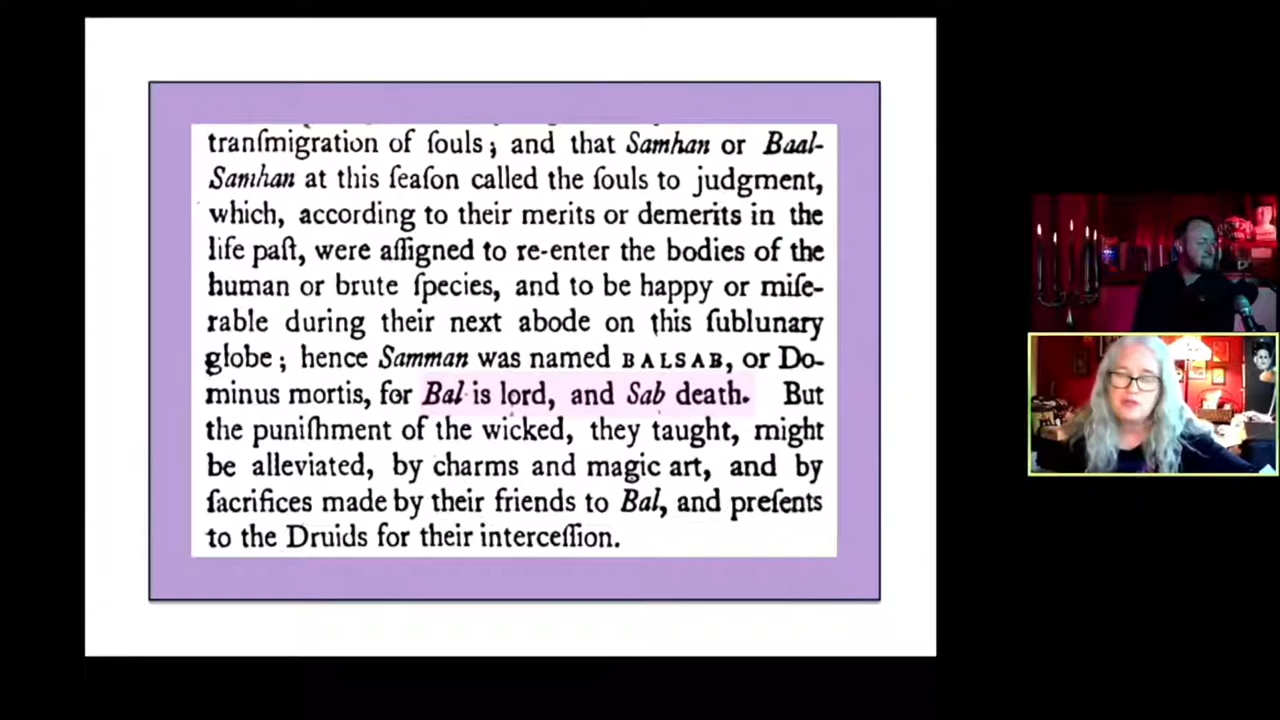 tranſmigration of ſouls; and that Samhan or Baal-
Samhan at this ſeaſon called the ſouls to judgment,
which, according to their merits or demerits in the
life paſt, were aſſigned to re-enter the bodies of the
human or brute ſpecies, and to be happy or miſe-
rable during their next abode on this ſublunary
globe; hence Samman was named BALSAB, or Do-
minus mortis, for Bal is lord, and Sab death. But
the puniſhment of the wicked, they taught, might
be alleviated, by charms and magic art, and by
ſacrifices made by their friends to Bal, and preſents
to the Druids for their interceſſion.